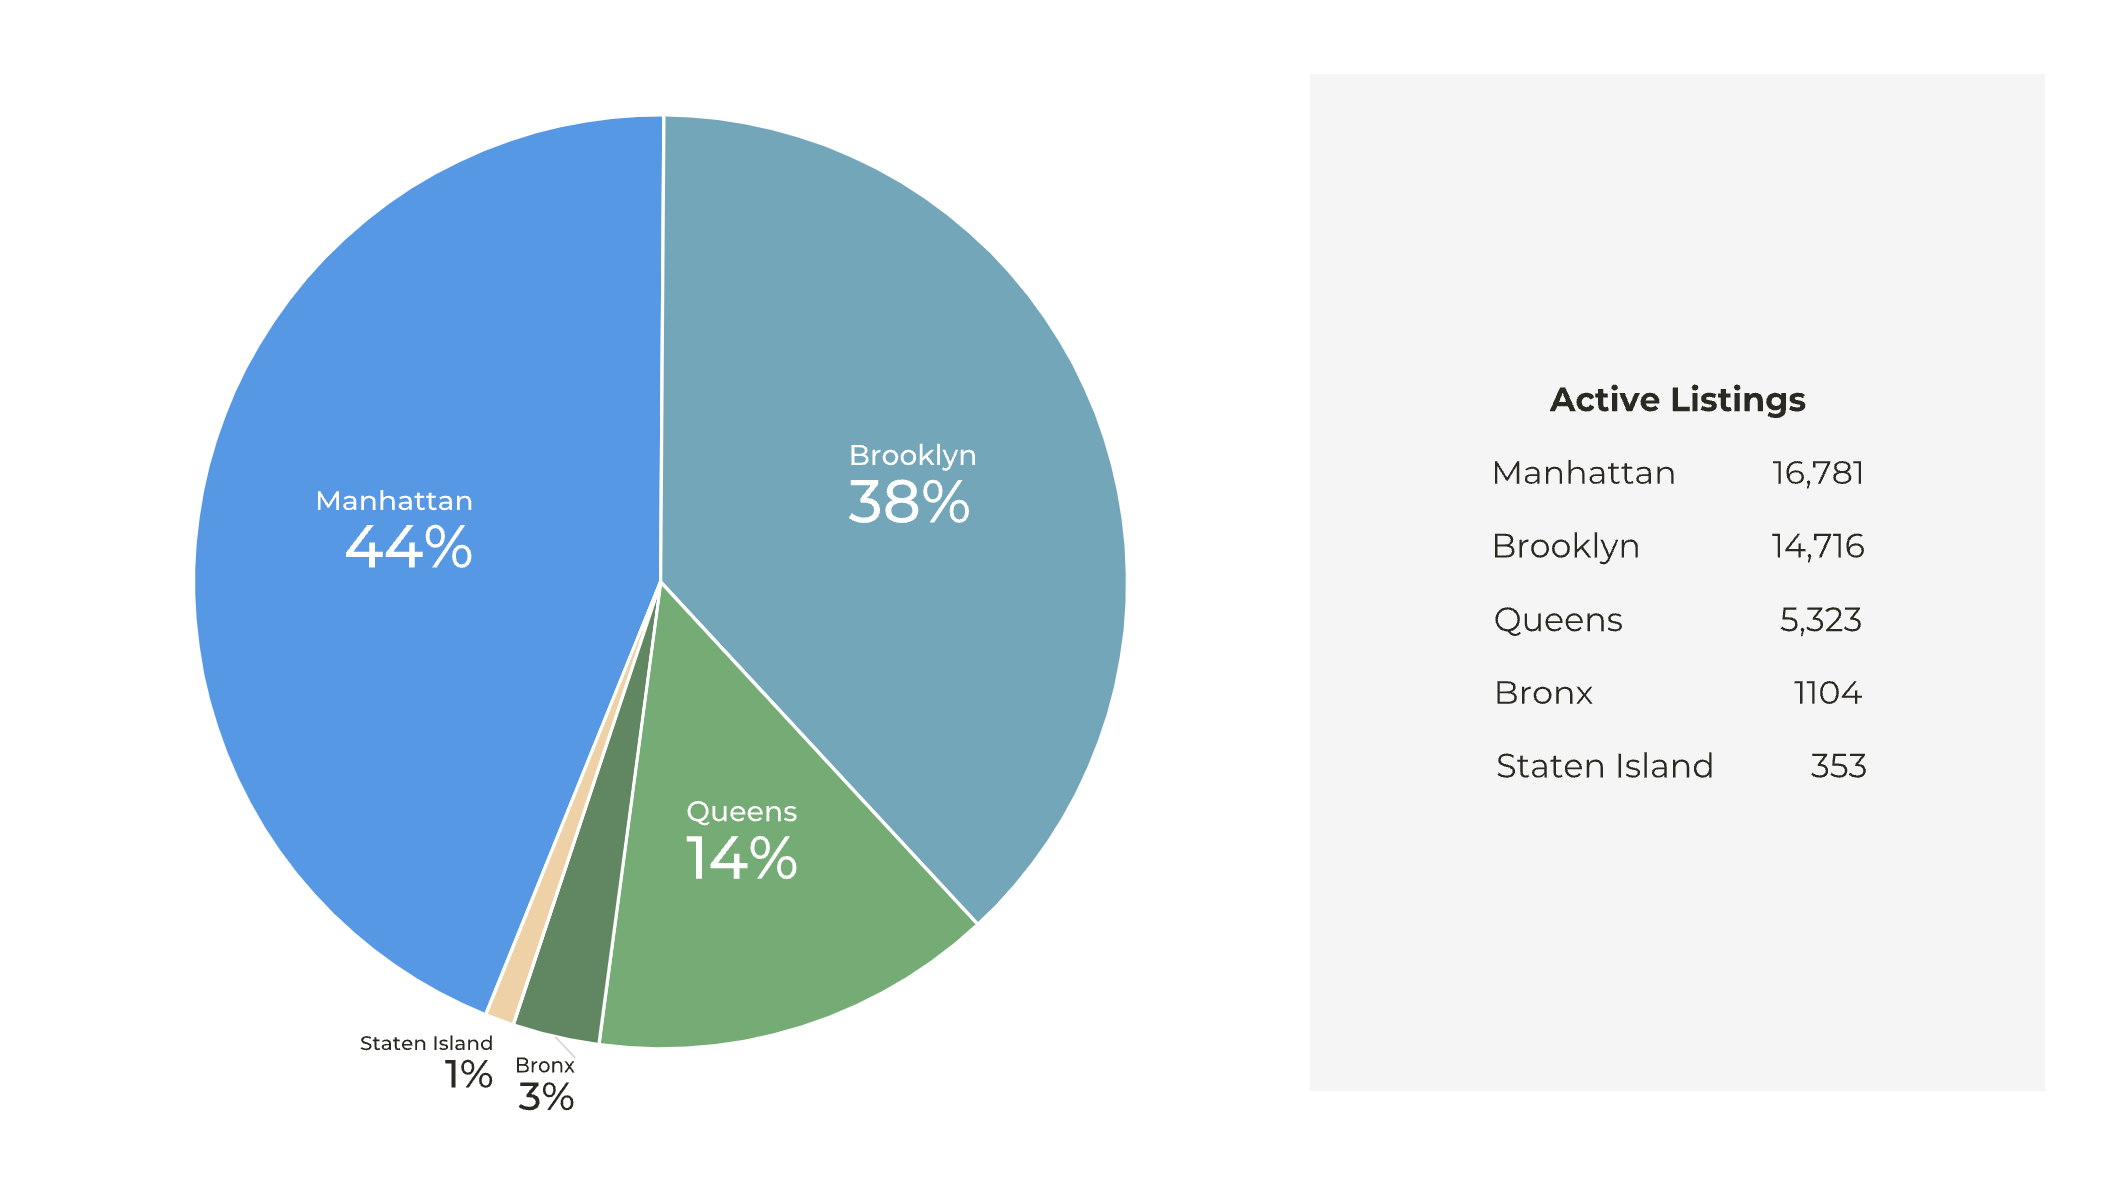 Brooklyn
38%
Manhattan
44%
Queens
14%
Staten Island
1%
Bronx
3%
Active Listings
Manhattan 16,781
Brooklyn 14,716
Queens 5,323
Bronx 1104
Staten Island 353